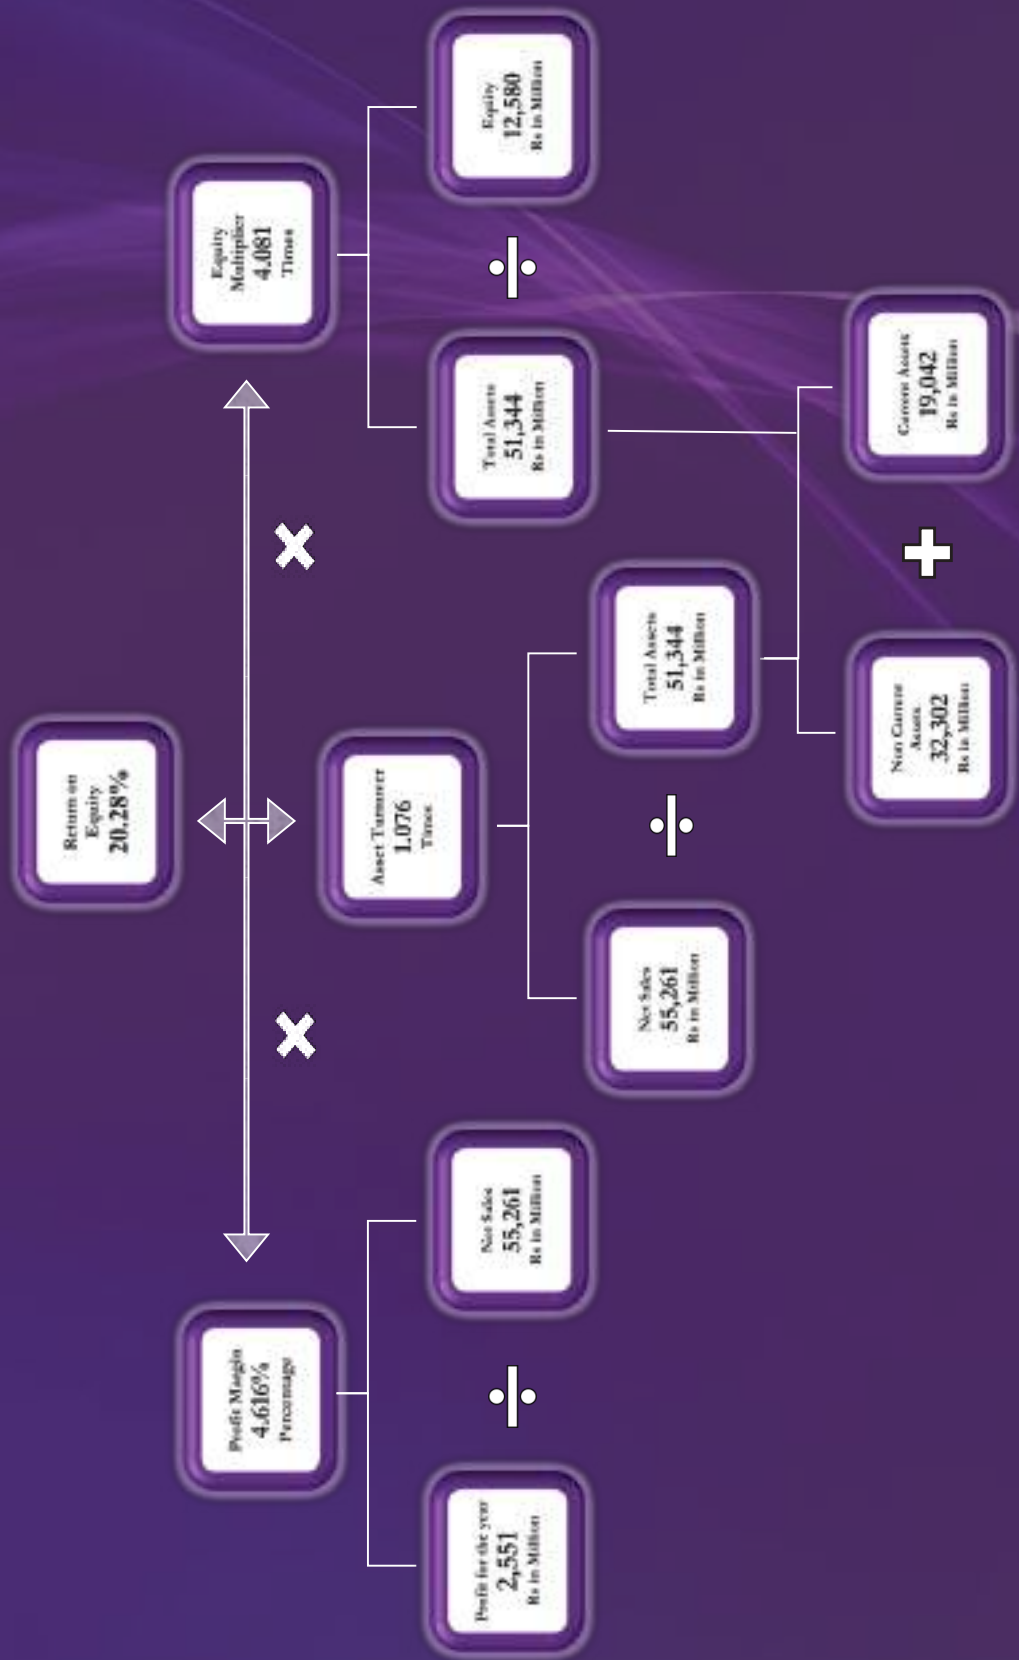 Return on
Equity
20.28%
Profit Margin
4.616%
Percentage
Asset Turnover
1.076
Times
Equity
Multiplier
4.081
Times
Profit for the year
2,551
Rs in Million
Net Sales
55,261
Rs in Million
Total Assets
51,344
Rs in Million
Equity
12,580
Rs in Million
Net Sales
55,261
Rs in Million
Total Assets
51,344
Rs in Million
Non Current
Assets
32,302
Rs in Million
Current Assets
19,042
Rs in Million